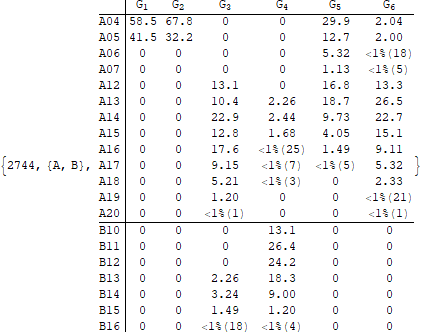 G1 G2 G3 G4 G5 G6
A04 58.5 67.8 0 0 29.9 2.04
A05 41.5 32.2 0 0 12.7 2.00
A06 0 0 0 0 5.32 <1%(18)
A07 0 0 0 0 1.13 <1%(5)
A12 0 0 13.1 0 16.8 13.3
A13 0 0 10.4 2.26 18.7 26.5
A14 0 0 22.9 2.44 9.73 22.7
A15 0 0 12.8 1.68 4.05 15.1
A16 0 0 17.6 <1%(25) 1.49 9.11
{2744, {A, B}, A17 0 0 9.15 <1%(7) <1%(5) 5.32 }
A18 0 0 5.21 <1%(3) 0 2.33
A19 0 0 1.20 0 0 <1%(21)
A20 0 0 <1%(1) 0 0 <1%(1)
B10 0 0 0 13.1 0 0
B11 0 0 0 26.4 0 0
B12 0 0 0 24.2 0 0
B13 0 0 2.26 18.3 0 0
B14 0 0 3.24 9.00 0 0
B15 0 0 1.49 1.20 0 0
B16 0 0 <1%(18) <1%(4) 0 0